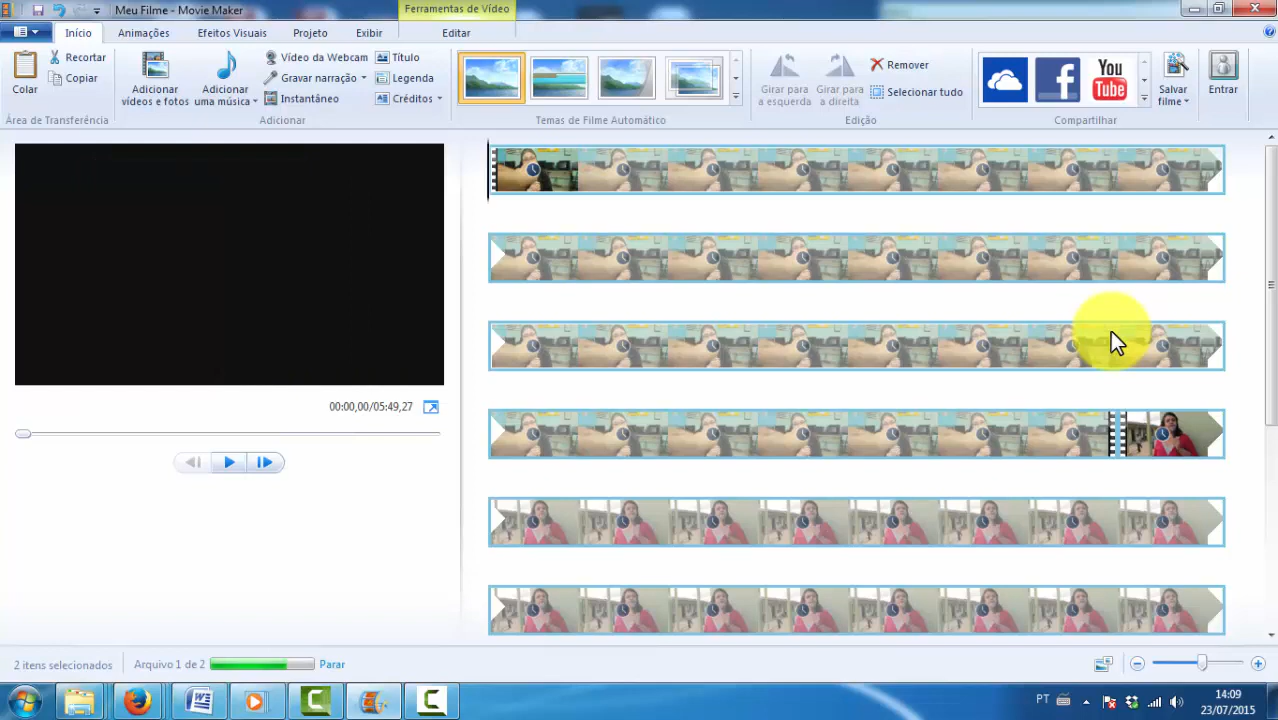 Meu Filme - Movie Maker
Ferramentas de Vídeo
Início
Animações
Efeitos Visuais
Projeto
Exibir
Editar
Colar
Recortar
Copiar
Área de Transferência
Adicionar
vídeos e fotos
Adicionar
uma música
Vídeo da Webcam
Gravar narração
Instantâneo
Título
Legenda
Créditos
Adicionar
Temas de Filme Automático
Girar para
a esquerda
Girar para
a direita
Remover
Selecionar tudo
Edição
You
Tube
Compartilhar
Salvar
filme
Entrar
00:00,00/05:49,27
2 itens selecionados
Arquivo 1 de 2
Parar
PT
14:09
23/07/2015